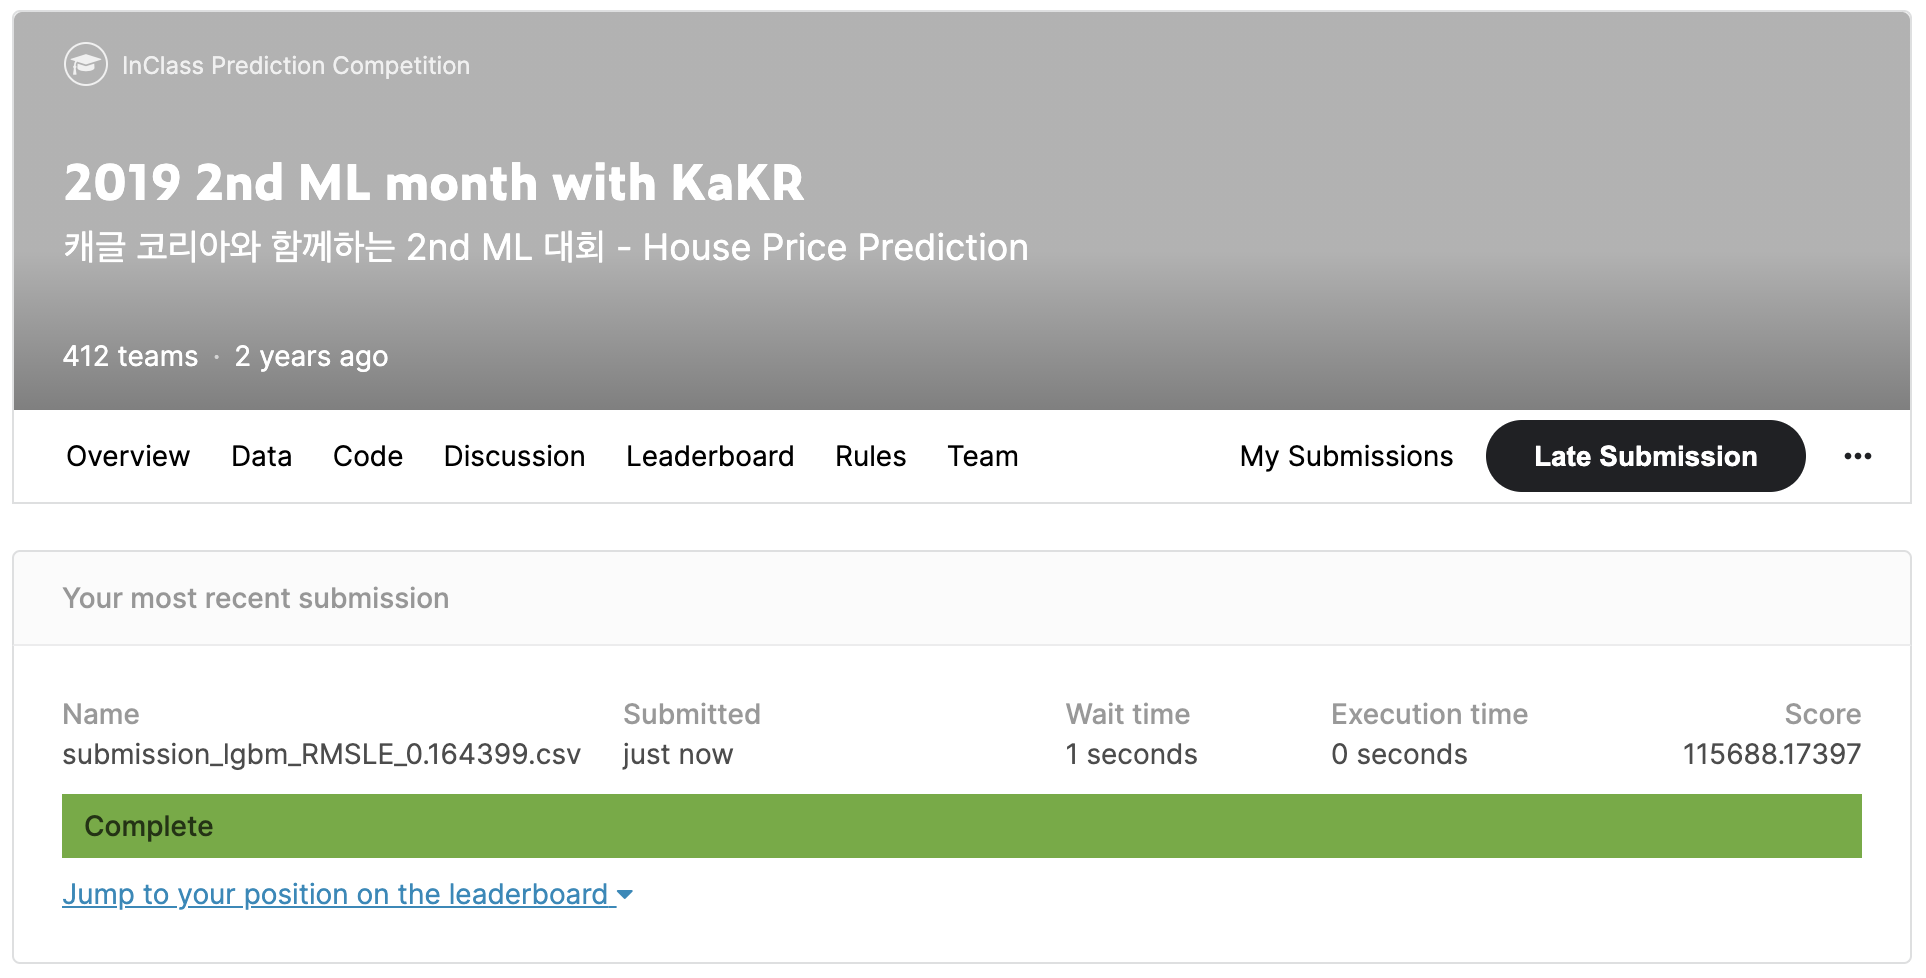 InClass Prediction Competition
2019 2nd ML month with KaKR
캐글 코리아와 함께하는 2nd ML 대회 - House Price Prediction
412 teams · 2 years ago
Overview Data Code Discussion Leaderboard Rules Team My Submissions Late Submission ···
Your most recent submission
Name Submitted Wait time Execution time Score
submission_lgbm_RMSLE_0.164399.csv just now 1 seconds 0 seconds 115688.17397
Complete
Jump to your position on the leaderboard